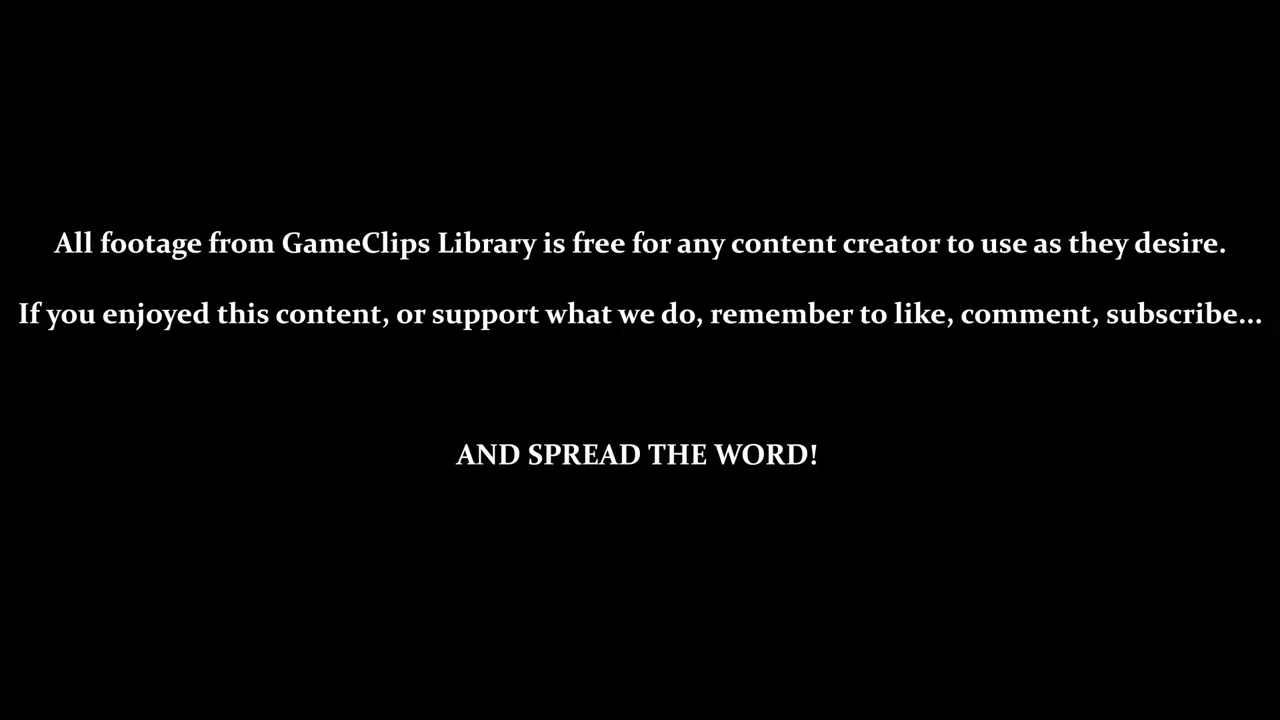 All footage from GameClips Library is free for any content creator to use as they desire.
If you enjoyed this content, or support what we do, remember to like, comment, subscribe...
AND SPREAD THE WORD!